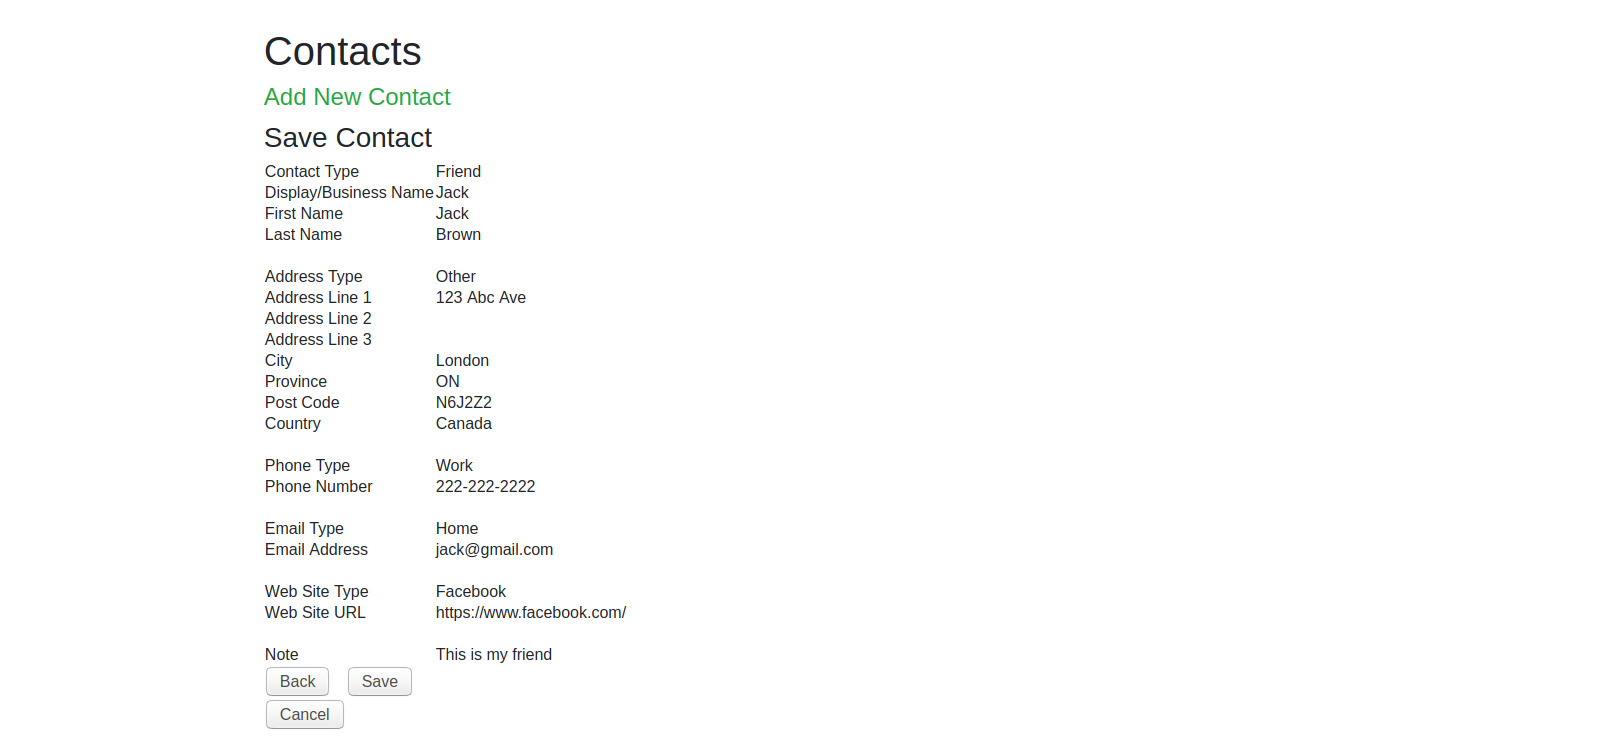 Contacts
Add New Contact
Save Contact
Contact Type Friend
Display/Business Name Jack
First Name Jack
Last Name Brown
Address Type Other
Address Line 1 123 Abc Ave
Address Line 2
Address Line 3
City London
Province ON
Post Code N6J2Z2
Country Canada
Phone Type Work
Phone Number 222-222-2222
Email Type Home
Email Address jack@gmail.com
Web Site Type Facebook
Web Site URL https://www.facebook.com/
Note This is my friend
Back Save
Cancel